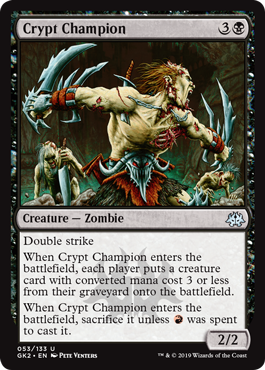 Crypt Champion 3
Creature — Zombie
Double strike
When Crypt Champion enters the
battlefield, each player puts a creature
card with converted mana cost 3 or less
from their graveyard onto the battlefield.
When Crypt Champion enters the
battlefield, sacrifice it unless was spent
to cast it.
2/2
053/133 U
GK2 • EN Pete Venters
™ & © 2019 Wizards of the Coast